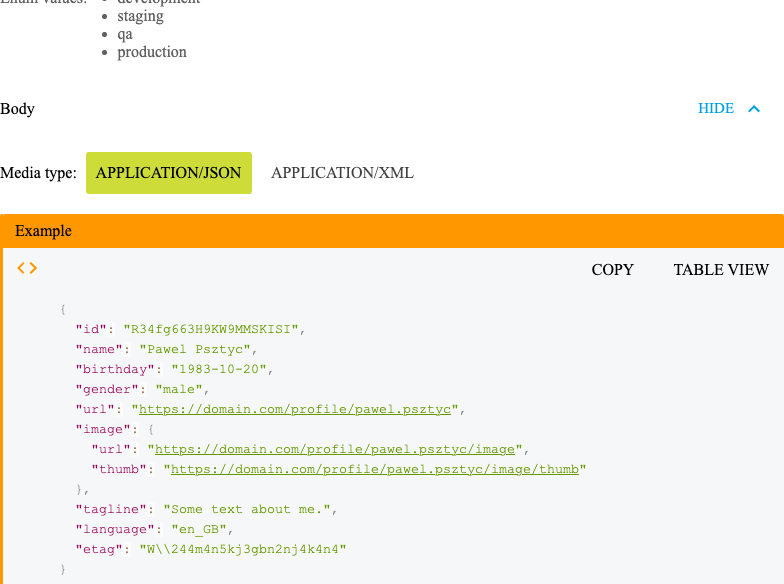 Enum values: • development
• staging
• qa
• production
Body
HIDE
Media type: APPLICATION/JSON APPLICATION/XML
Example
<> COPY TABLE VIEW
{
"id": "R34fg663H9KW9MMSKISI",
"name": "Pawel Psztyc",
"birthday": "1983-10-20",
"gender": "male",
"url": "https://domain.com/profile/pawel.psztyc",
"image": {
"url": "https://domain.com/profile/pawel.psztyc/image",
"thumb": "https://domain.com/profile/pawel.psztyc/image/thumb"
},
"tagline": "Some text about me.",
"language": "en_GB",
"etag": "W\\244m4n5kj3gbn2nj4k4n4"
}